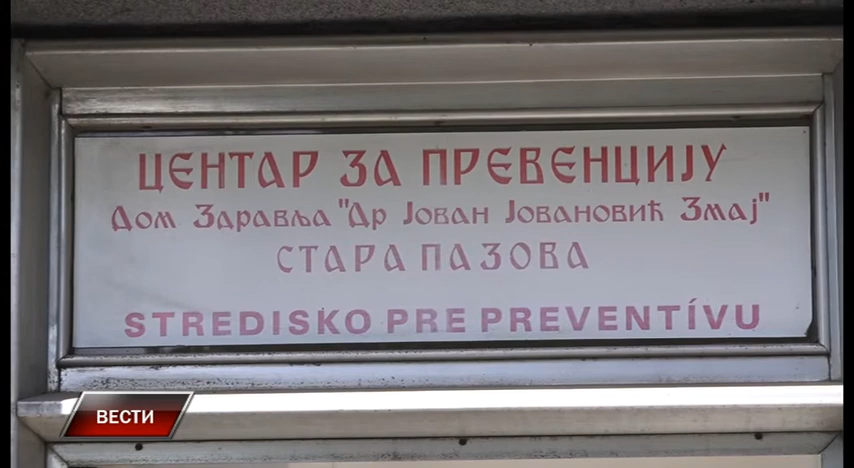 ЦЕНТАР ЗА ПРЕВЕНЦИЈУ
Дом Здравља "Др Јован Јовановић Змај"
СТАРА ПАЗОВА
STREDISKO PRE PREVENTÍVU
ВЕСТИ